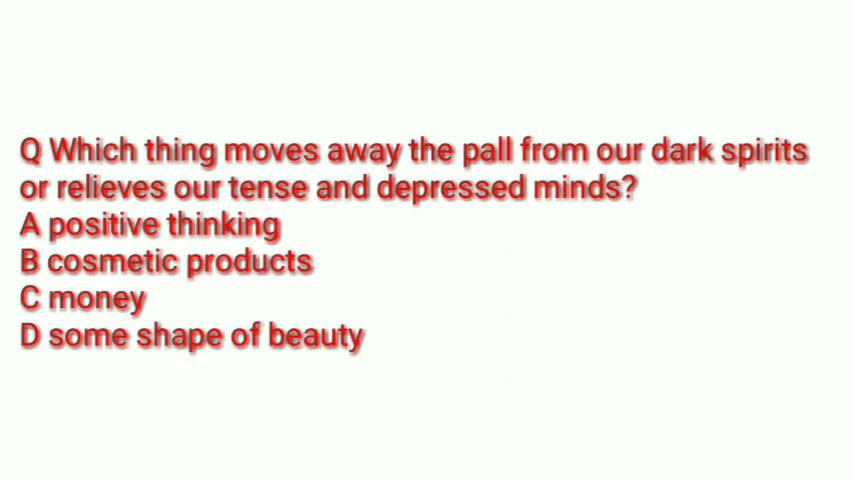 Q Which thing moves away the pall from our dark spirits
or relieves our tense and depressed minds?
A positive thinking
B cosmetic products
C money
D some shape of beauty